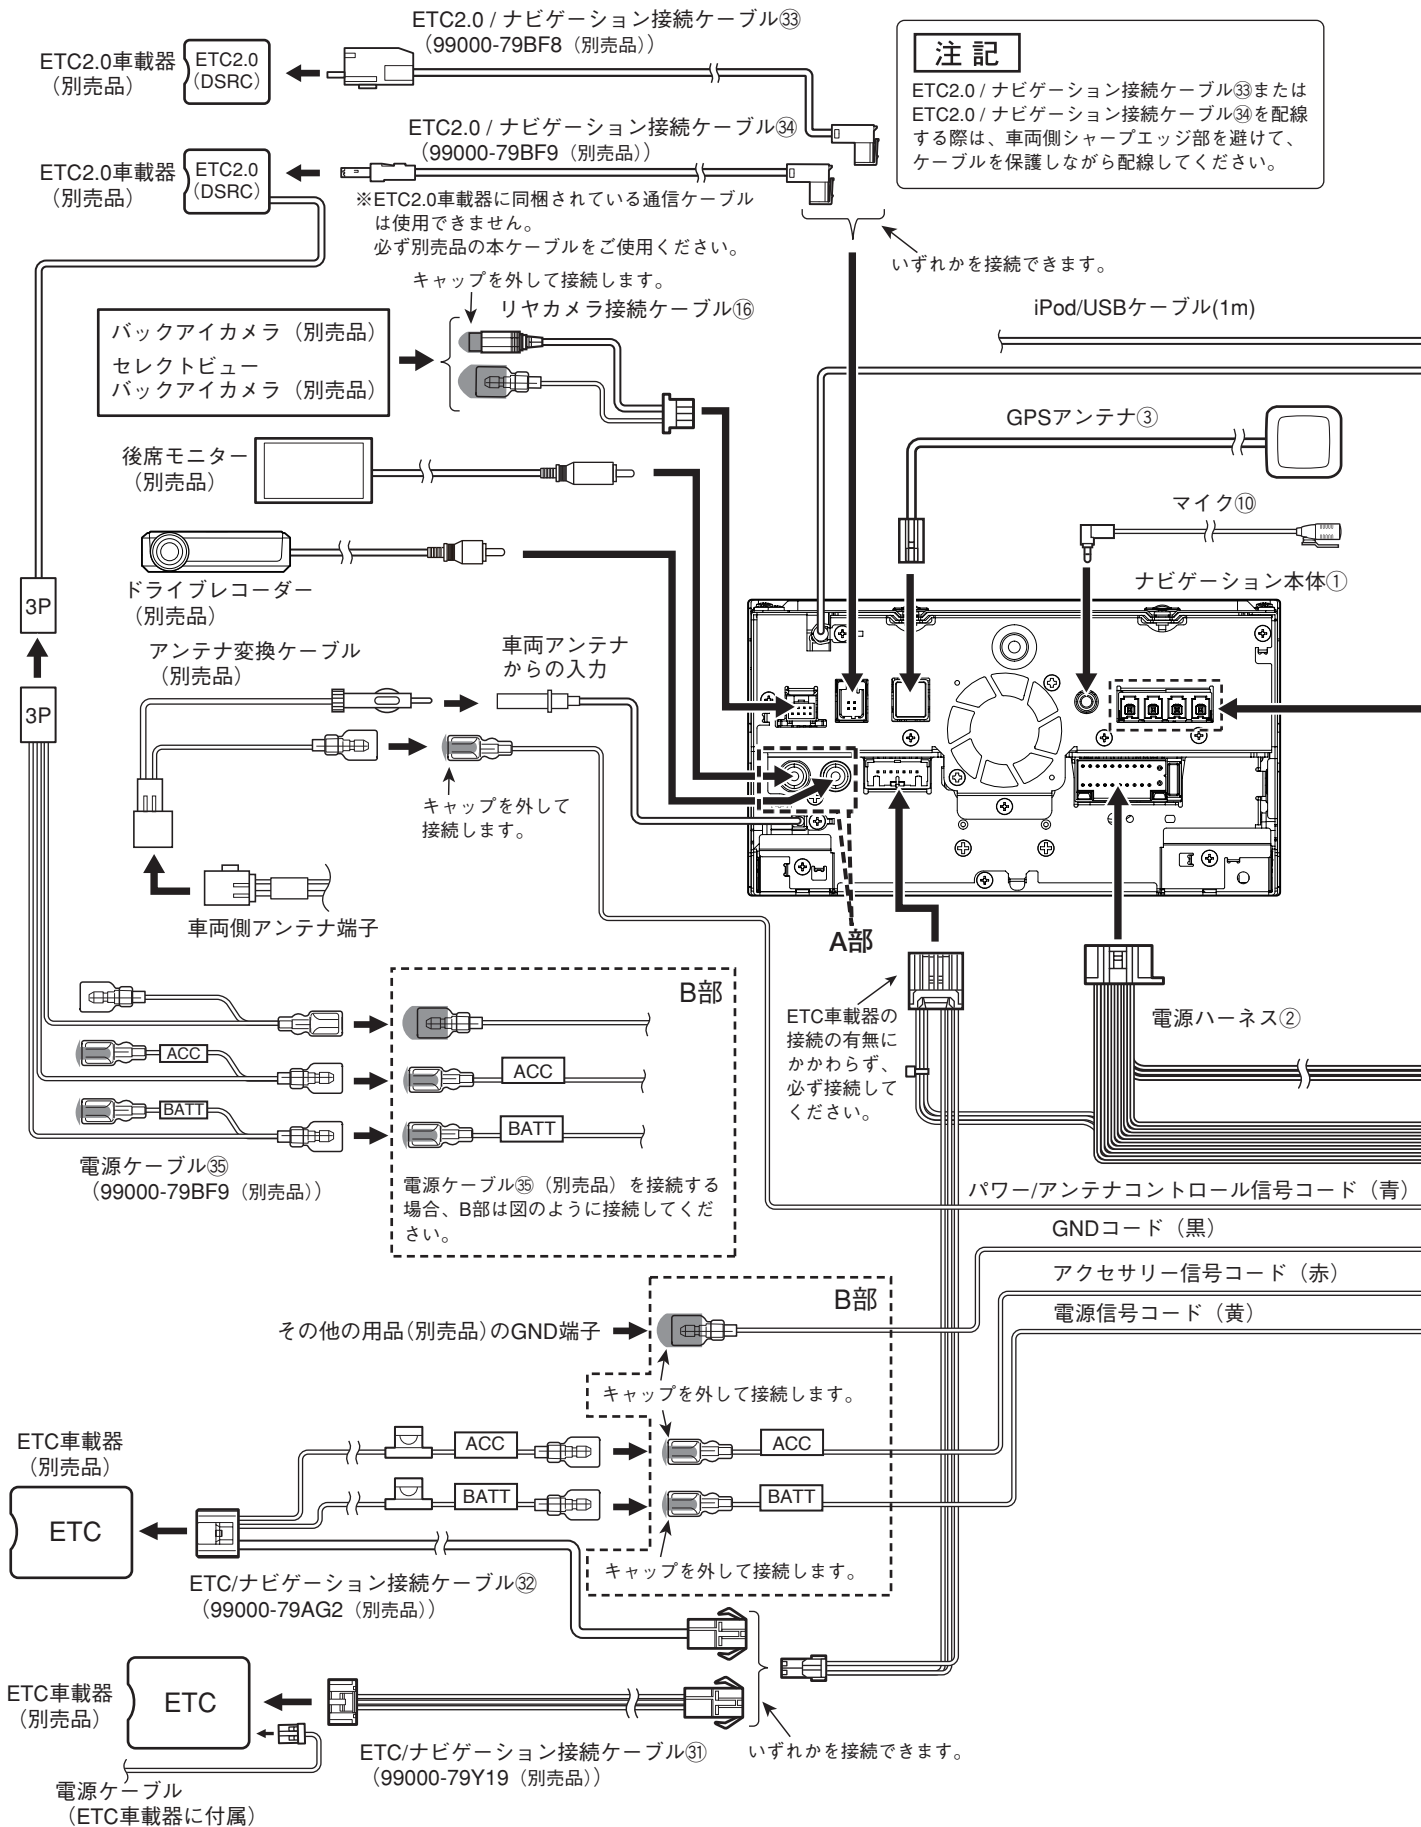 ETC2.0 / ナビゲーション接続ケーブル㉝
（99000-79BF8（別売品））
ETC2.0車載器
（別売品）
ETC2.0
(DSRC)
注 記
ETC2.0 / ナビゲーション接続ケーブル㉝または
ETC2.0 / ナビゲーション接続ケーブル㉞を配線
する際は、車両側シャープエッジ部を避けて、
ケーブルを保護しながら配線してください。
ETC2.0 / ナビゲーション接続ケーブル㉞
（99000-79BF9（別売品））
ETC2.0車載器
（別売品）
ETC2.0
(DSRC)
※ETC2.0車載器に同梱されている通信ケーブル
は使用できません。
必ず別売品の本ケーブルをご使用ください。
いずれかを接続できます。
キャップを外して接続します。
リヤカメラ接続ケーブル⑯
iPod/USBケーブル(1m)
バックアイカメラ（別売品）
セレクトビュー
バックアイカメラ（別売品）
GPSアンテナ③
後席モニター
（別売品）
マイク⑩
ドライブレコーダー
（別売品）
ナビゲーション本体①
3P
アンテナ変換ケーブル
（別売品）
車両アンテナ
からの入力
3P
キャップを外して
接続します。
車両側アンテナ端子
A部
B部
ETC車載器の
接続の有無に
かかわらず、
必ず接続して
ください。
電源ハーネス②
ACC
ACC
BATT
BATT
電源ケーブル㉟
（99000-79BF9（別売品））
電源ケーブル㉟（別売品）を接続する
場合、B部は図のように接続してくだ
さい。
パワー/アンテナコントロール信号コード（青）
GNDコード（黒）
アクセサリー信号コード（赤）
電源信号コード（黄）
B部
その他の用品(別売品)のGND端子
キャップを外して接続します。
ETC車載器
（別売品）
ETC
ACC
ACC
BATT
BATT
キャップを外して接続します。
ETC/ナビゲーション接続ケーブル㉜
（99000-79AG2（別売品））
ETC車載器
（別売品）
ETC
ETC/ナビゲーション接続ケーブル㉛
（99000-79Y19（別売品））
いずれかを接続できます。
電源ケーブル
（ETC車載器に付属）